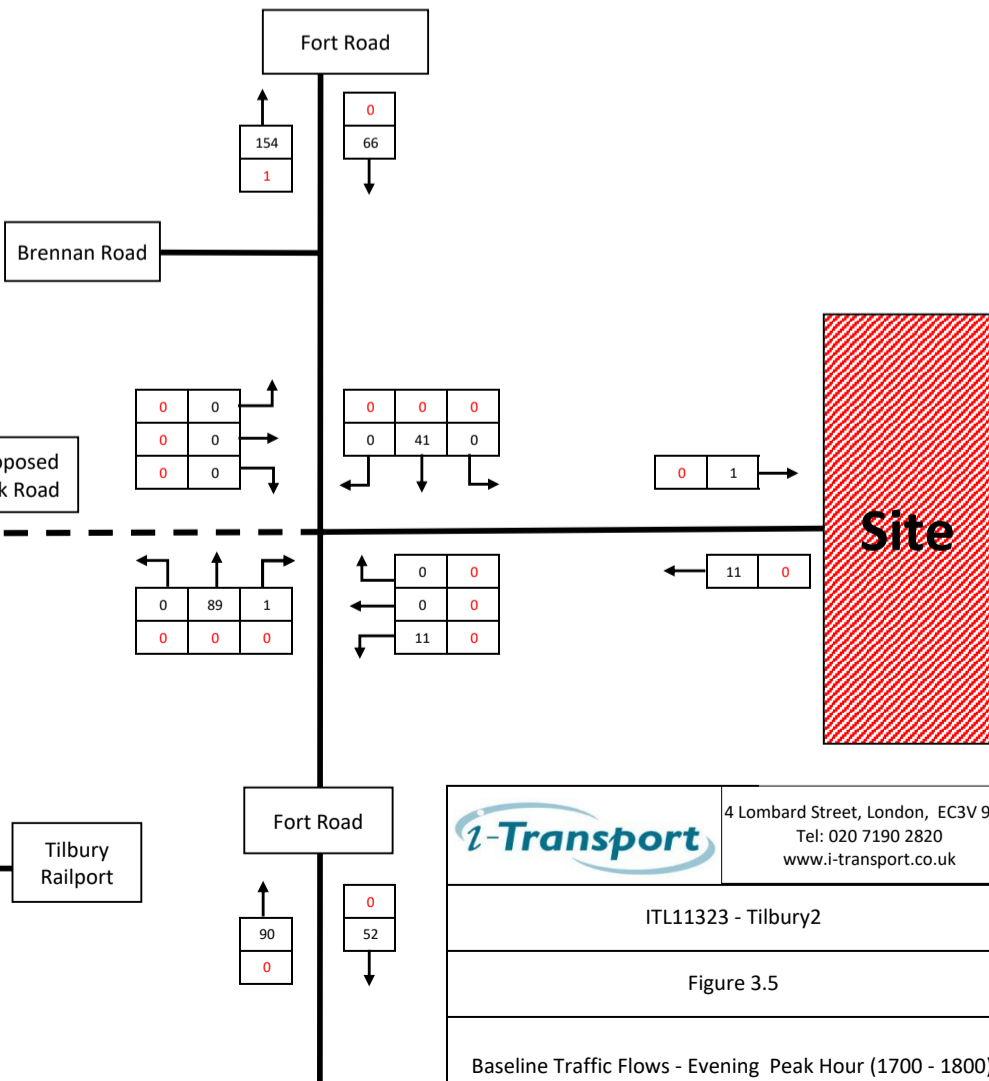 Fort Road
0
154 66
1
Brennan Road
0 0
0 0
0 0
0 0 0
0 41 0
0 1
Road
Site
0 89 1
0 0 0
0 0
0 0
11 0
11 0
Fort Road
Tilbury
Railport
0
90 52
0
i-Transport
4 Lombard Street, London, EC3V 9
Tel: 020 7190 2820
www.i-transport.co.uk
ITL11323 - Tilbury2
Figure 3.5
Baseline Traffic Flows - Evening Peak Hour (1700 - 1800)